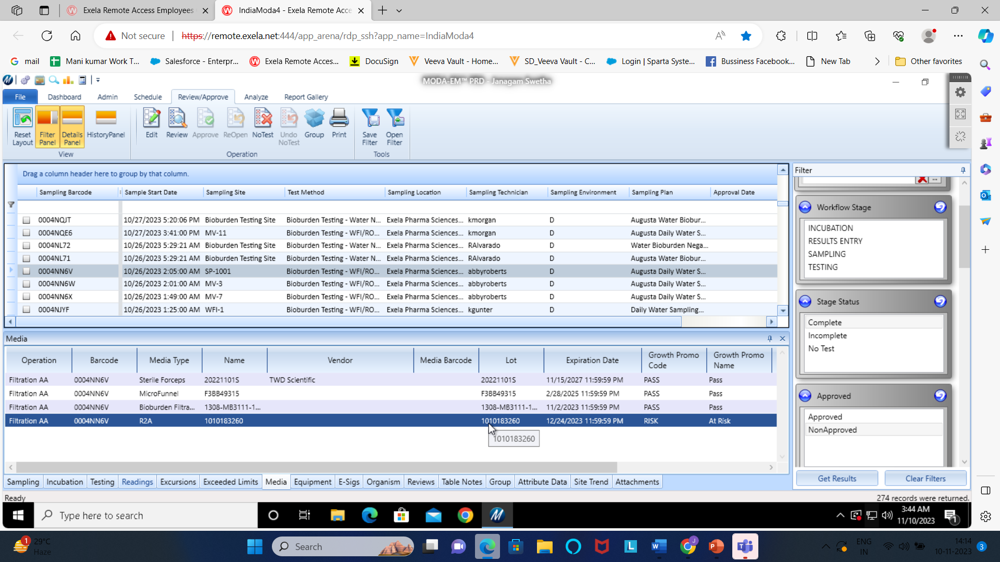 Exela Remote Access Employees
IndiaModa4 - Exela Remote Acce
Not secure
https://remote.exela.net:444/app_arena/rdp_ssh?app_name=IndiaModa4
mail
Mani kumar Work T...
Salesforce - Enterpr...
Exela Remote Acces...
DocuSign
Veeva Vault - Home...
SD_Veeva Vault - C...
Login | Sparta Syste...
Bussiness Facebook...
New Tab
Other favorites
MODA-EM™ PRD - Janagam Swetha
File Dashboard Admin Schedule Review/Approve Analyze Report Gallery
Reset Layout
Filter Panel
Details Panel
HistoryPanel
Edit
Review
Approve
ReOpen
NoTest
Undo NoTest
Group
Print
Save Filter
Open Filter
View Operation Tools
Drag a column header here to group by that column.
Sampling Barcode Sample Start Date Sampling Site Test Method Sampling Location Sampling Technician Sampling Environment Sampling Plan Approval Date
0004NQJT 10/27/2023 5:20:06 PM Bioburden Testing Site Bioburden Testing - Water N... Exela Pharma Sciences... kmorgan D Augusta Water Biobur...
0004NQE6 10/27/2023 3:41:00 PM MV-11 Bioburden Testing - WFI/RO... Exela Pharma Sciences... kmorgan D Augusta Daily Water S...
0004NL72 10/26/2023 5:29:21 AM Bioburden Testing Site Bioburden Testing - Water N... Exela Pharma Sciences... RAlvarado D Water Bioburden Nega...
0004NL71 10/26/2023 5:29:21 AM Bioburden Testing Site Bioburden Testing - Water N... Exela Pharma Sciences... RAlvarado D Augusta Water Biobur...
0004NN6V 10/26/2023 2:05:00 AM SP-1001 Bioburden Testing - WFI/RO... Exela Pharma Sciences... abbyroberts D Augusta Daily Water S...
0004NN6W 10/26/2023 2:01:00 AM MV-3 Bioburden Testing - WFI/RO... Exela Pharma Sciences... abbyroberts D Augusta Daily Water S...
0004NN6X 10/26/2023 1:49:00 AM MV-7 Bioburden Testing - WFI/RO... Exela Pharma Sciences... abbyroberts D Augusta Daily Water S...
0004NJYF 10/26/2023 1:25:00 AM WFI-1 Bioburden Testing - WFI/RO... Exela Pharma Sciences... kgunter D Daily Water Sampling...
Filter
Workflow Stage
INCUBATION
RESULTS ENTRY
SAMPLING
TESTING
Stage Status
Complete
Incomplete
No Test
Approved
Approved
NonApproved
Get Results Clear Filters
Media
Operation Barcode Media Type Name Vendor Media Barcode Lot Expiration Date Growth Promo Code Growth Promo Name
Filtration AA 0004NN6V Sterile Forceps 20221101S TWD Scientific 20221101S 11/15/2027 11:59:59 PM PASS Pass
Filtration AA 0004NN6V MicroFunnel F3BB49315 F3BB49315 2/28/2025 11:59:59 PM PASS Pass
Filtration AA 0004NN6V Bioburden Filtra... 1308-MB3111-1... 1308-MB3111-1... 11/2/2023 11:59:59 PM PASS Pass
Filtration AA 0004NN6V R2A 1010183260 1010183260 12/24/2023 11:59:59 PM RISK At Risk
1010183260
Sampling Incubation Testing Readings Excursions Exceeded Limits Media Equipment E-Sigs Organism Reviews Table Notes Group Attribute Data Site Trend Attachments
Ready
274 records were returned.
Type here to search
3:44 AM
11/10/2023
1
1
29°C
Haze
Search
ENG
IN
14:14
10-11-2023
3